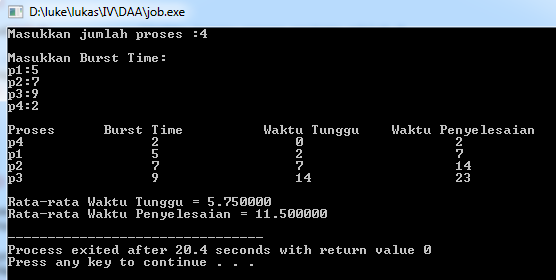 D:\luke\lukas\IV\DAA\job.exe
Masukkan jumlah proses :4
Masukkan Burst Time:
p1:5
p2:7
p3:9
p4:2
Proses Burst Time Waktu Tunggu Waktu Penyelesaian
p4 2 0 2
p1 5 2 7
p2 7 7 14
p3 9 14 23
Rata-rata Waktu Tunggu = 5.750000
Rata-rata Waktu Penyelesaian = 11.500000
--------------------------------
Process exited after 20.4 seconds with return value 0
Press any key to continue . . .